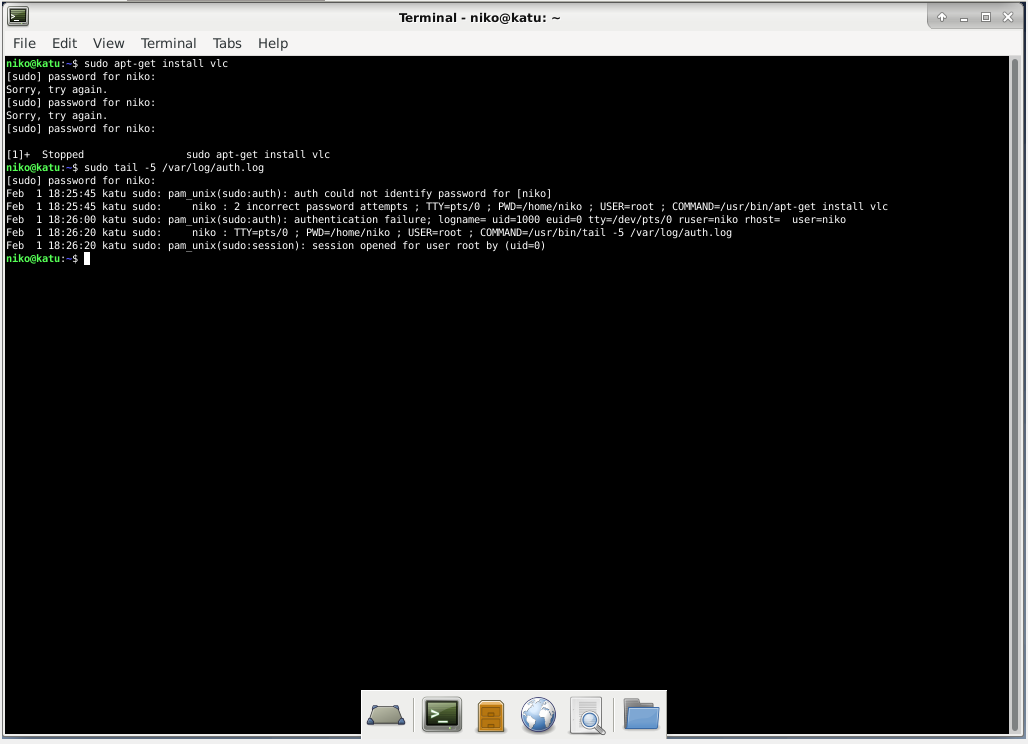 Terminal - niko@katu: ~
File Edit View Terminal Tabs Help
niko@katu:~$ sudo apt-get install vlc
[sudo] password for niko:
Sorry, try again.
[sudo] password for niko:
Sorry, try again.
[sudo] password for niko:
[1]+  Stopped                 sudo apt-get install vlc
niko@katu:~$ sudo tail -5 /var/log/auth.log
[sudo] password for niko:
Feb  1 18:25:45 katu sudo: pam_unix(sudo:auth): auth could not identify password for [niko]
Feb  1 18:25:45 katu sudo:     niko : 2 incorrect password attempts ; TTY=pts/0 ; PWD=/home/niko ; USER=root ; COMMAND=/usr/bin/apt-get install vlc
Feb  1 18:26:00 katu sudo: pam_unix(sudo:auth): authentication failure; logname= uid=1000 euid=0 tty=/dev/pts/0 ruser=niko rhost=  user=niko
Feb  1 18:26:20 katu sudo:     niko : TTY=pts/0 ; PWD=/home/niko ; USER=root ; COMMAND=/usr/bin/tail -5 /var/log/auth.log
Feb  1 18:26:20 katu sudo: pam_unix(sudo:session): session opened for user root by (uid=0)
niko@katu:~$